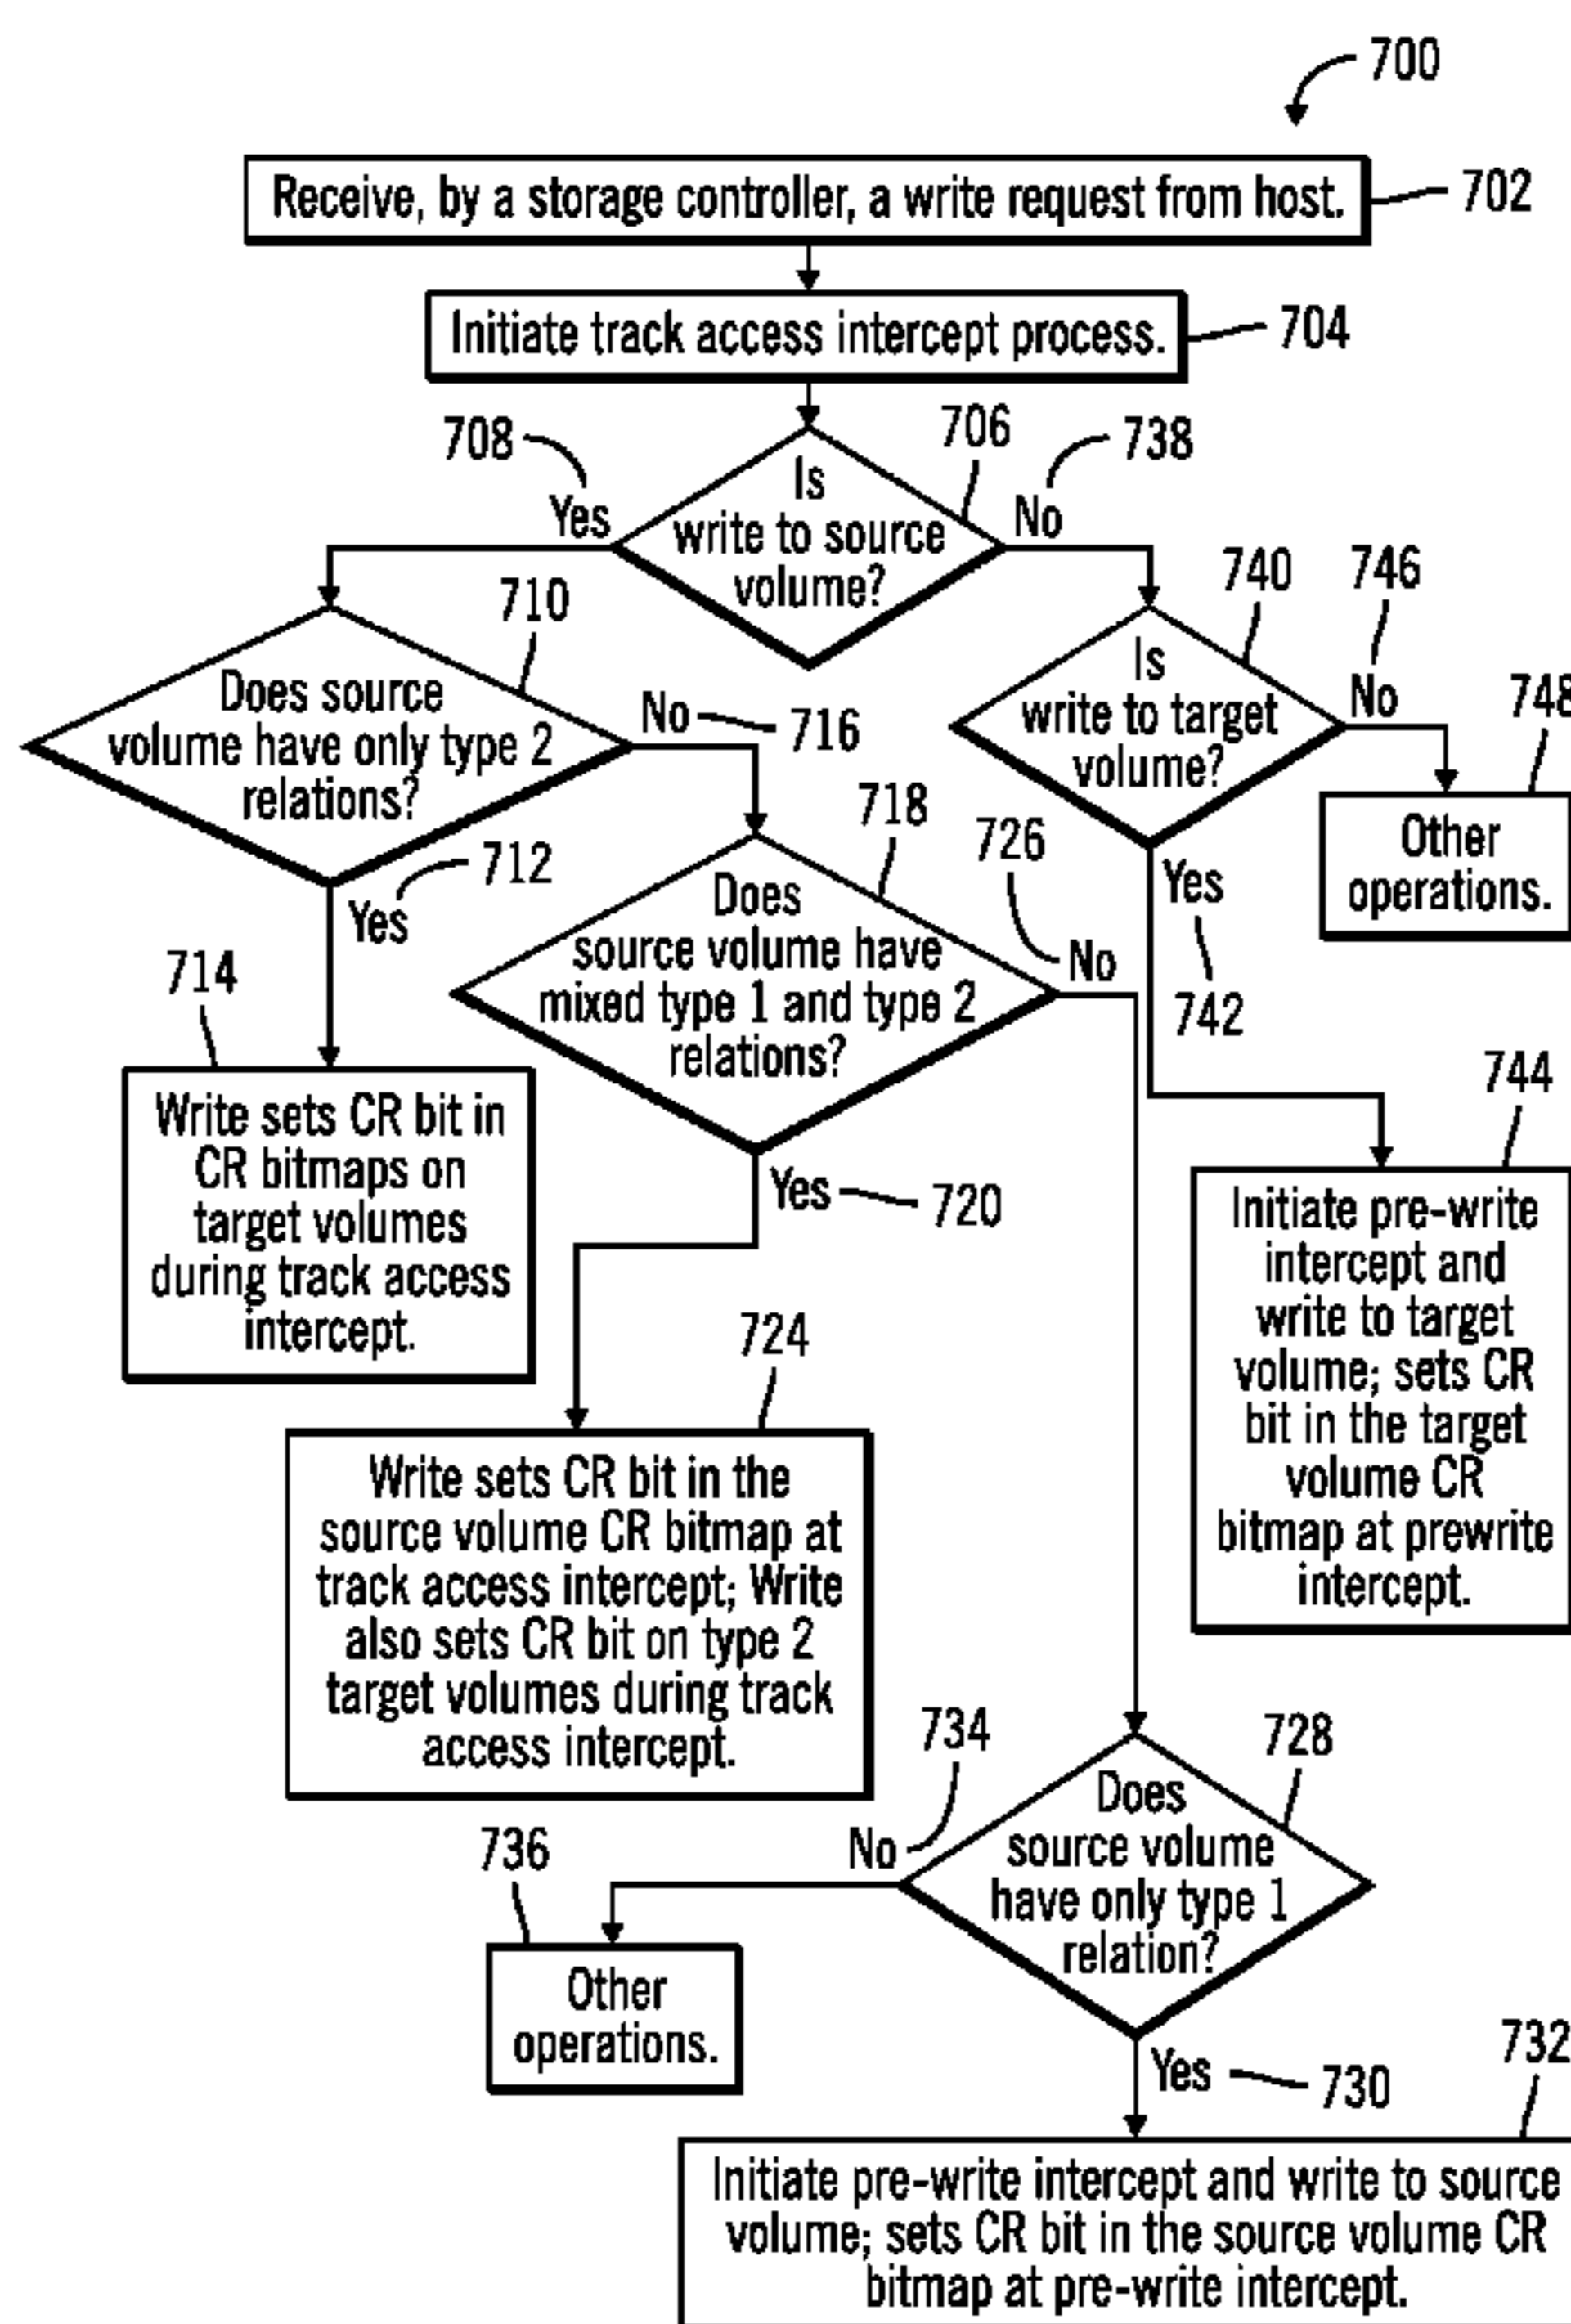 700
Receive, by a storage controller, a write request from host.
702
Initiate track access intercept process.
704
708
706
738
Yes
Is
write to source
volume?
No
710
740
746
Does source
volume have only type 2
relations?
No
716
Is
write to target
volume?
No
748
712
Yes
718
726
Other
operations.
Does
source volume have
mixed type 1 and type 2
relations?
No
Yes
742
714
744
Write sets CR bit in
CR bitmaps on
target volumes
during track access
intercept.
Yes
720
Initiate pre-write
intercept and
write to target
volume; sets CR
bit in the target
volume CR
bitmap at prewrite
intercept.
724
Write sets CR bit in the
source volume CR bitmap at
track access intercept; Write
also sets CR bit on type 2
target volumes during track
access intercept.
734
728
736
No
Does
source volume
have only type 1
relation?
Other
operations.
Yes
730
732
Initiate pre-write intercept and write to source
volume; sets CR bit in the source volume CR
bitmap at pre-write intercept.